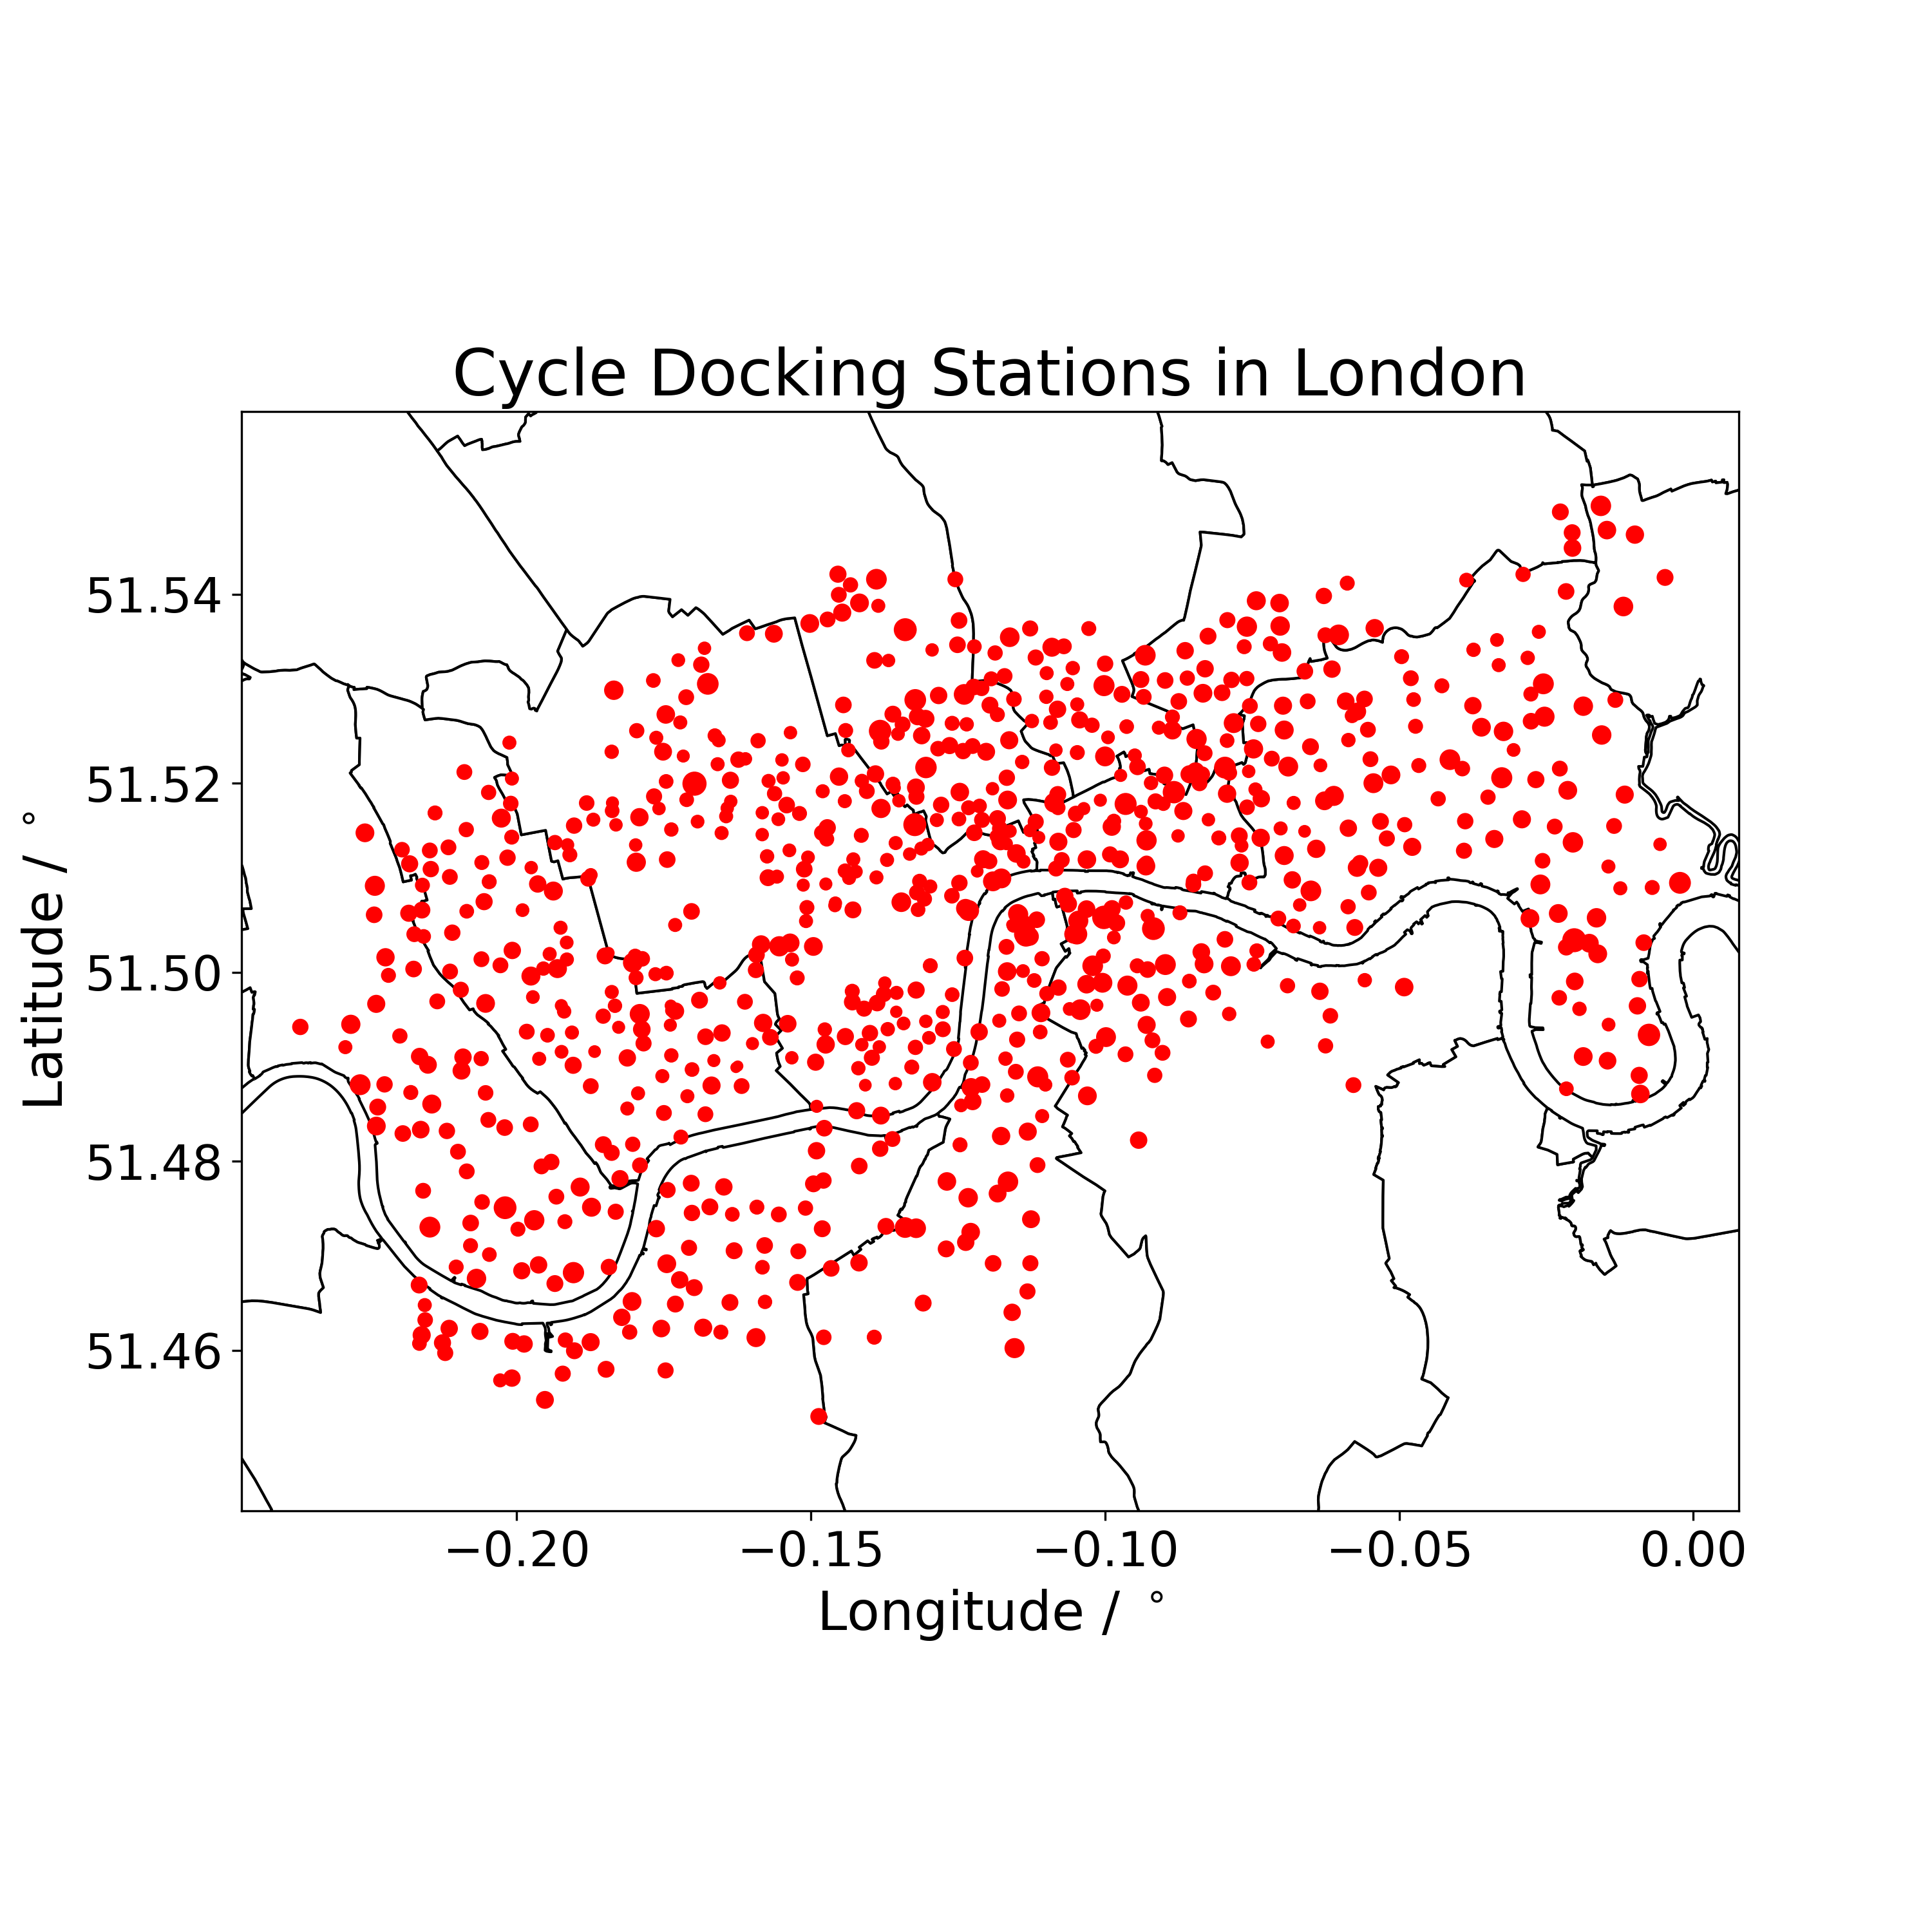 Cycle Docking Stations in London
51.54
51.52
51.50
51.48
51.46
Latitude / °
−0.20 −0.15 −0.10 −0.05 0.00
Longitude / °